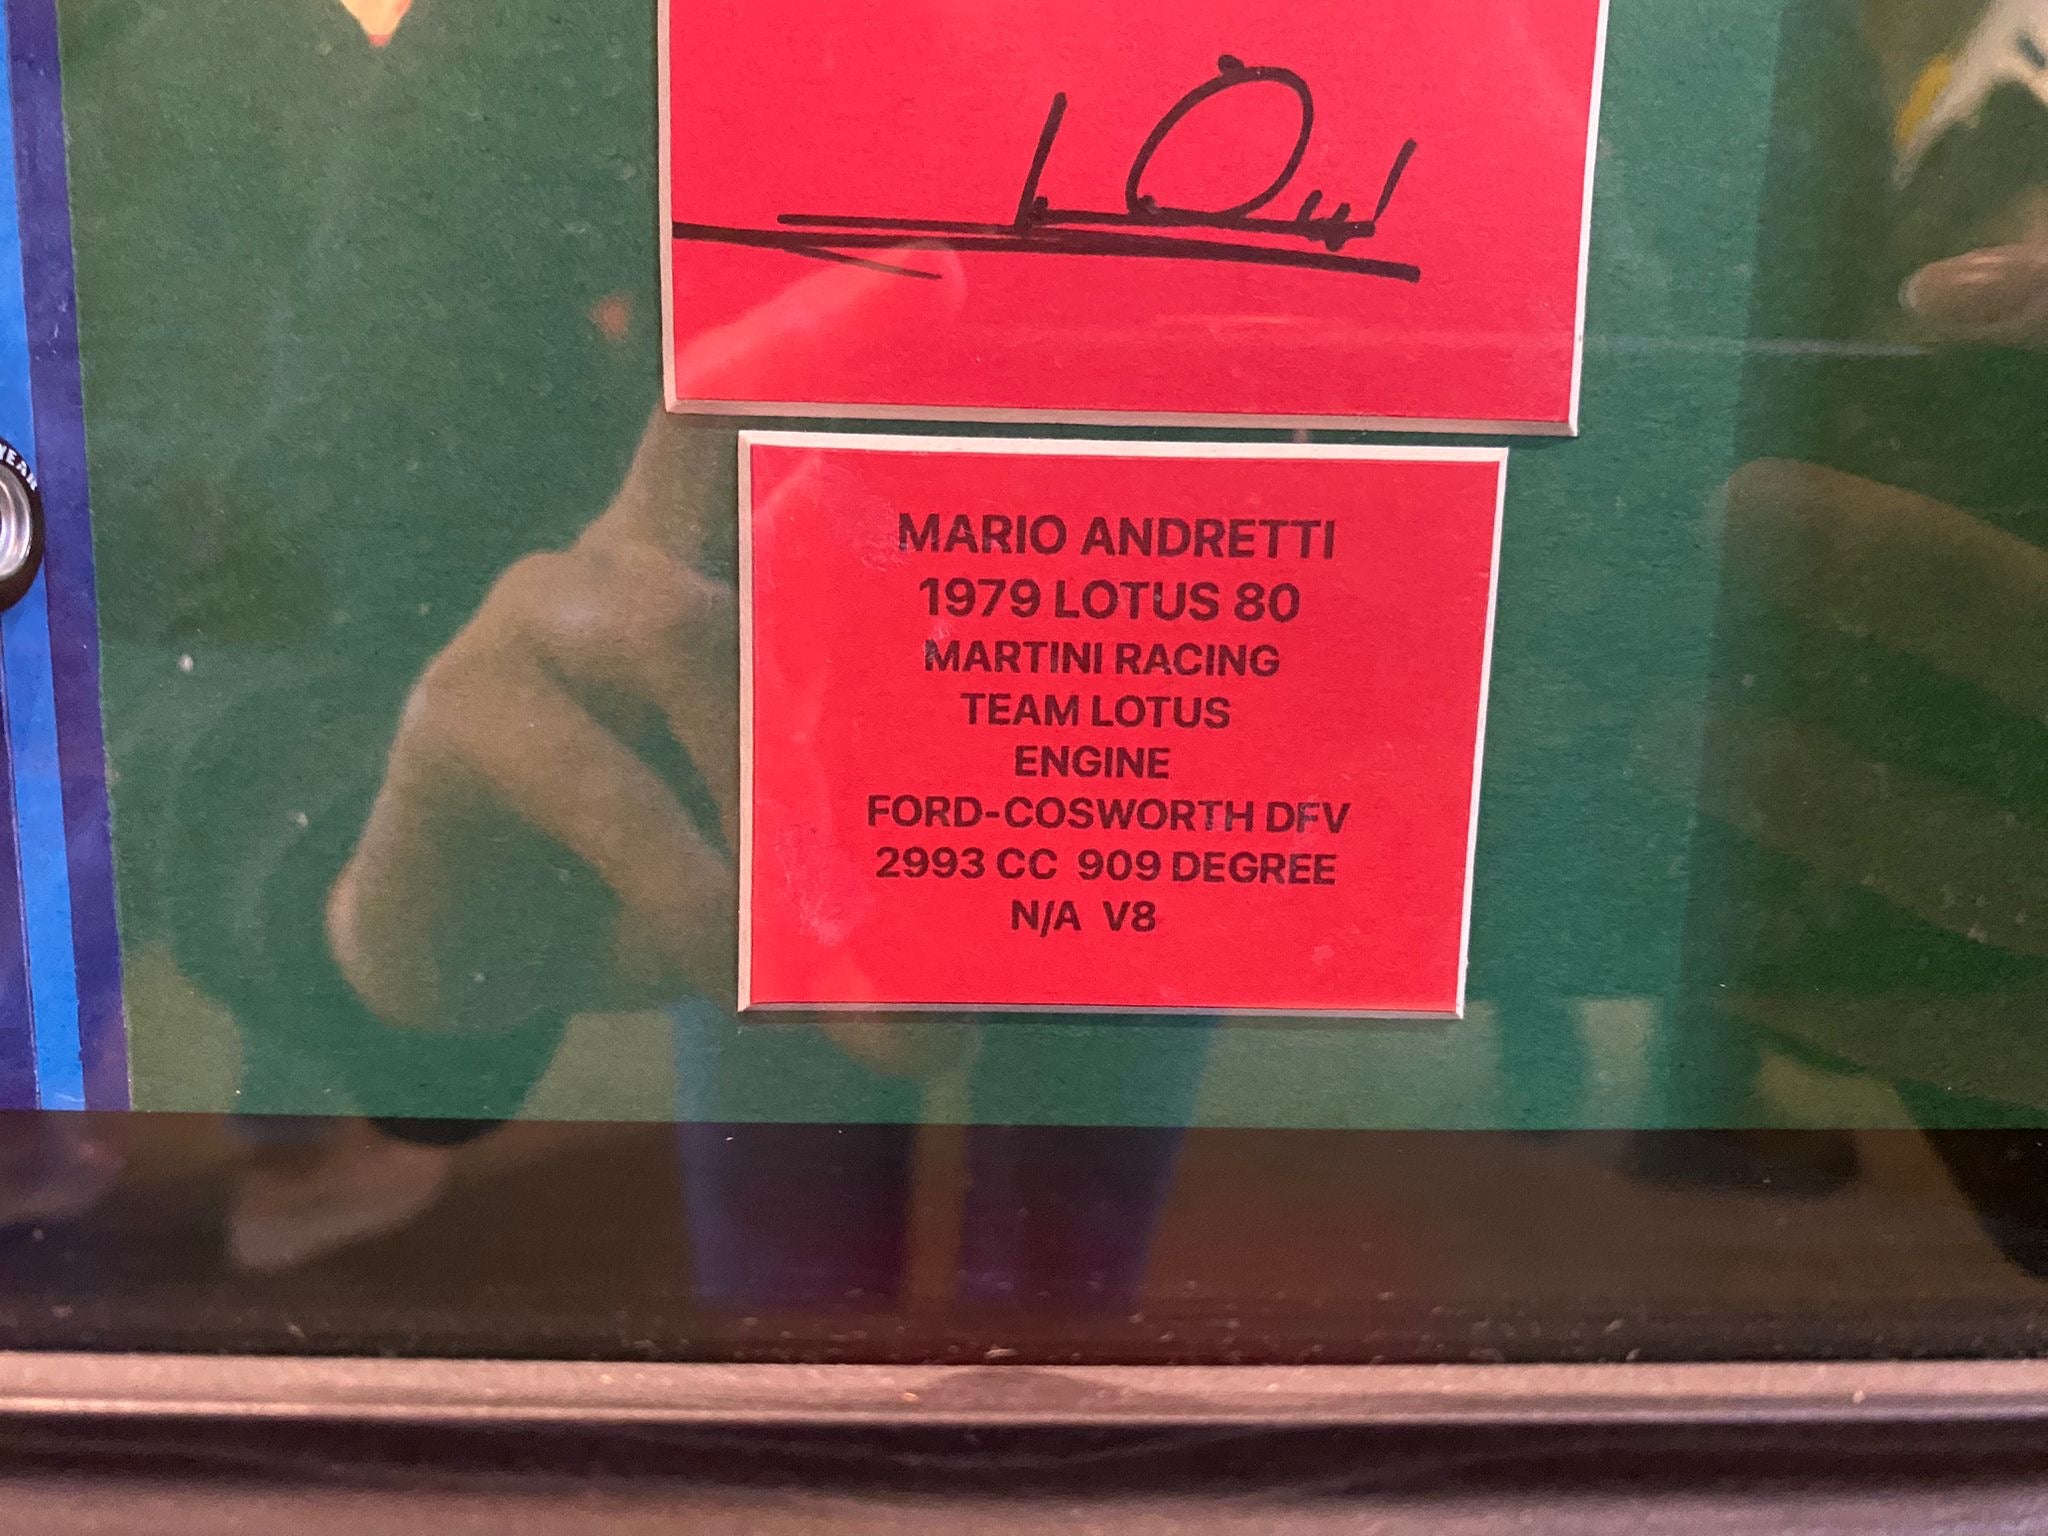 MARIO ANDRETTI
1979 LOTUS 80
MARTINI RACING
TEAM LOTUS
ENGINE
FORD-COSWORTH DFV
2993 CC 909 DEGREE
N/A V8